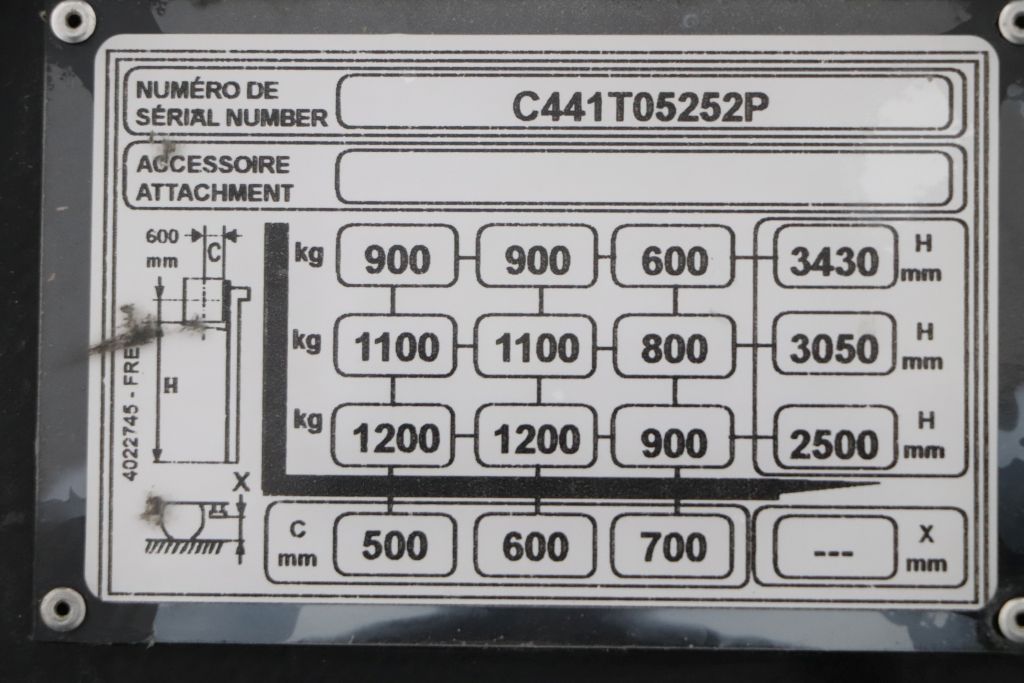 NUMÉRO DE
SÉRIAL NUMBER
C441T05252P
ACCESSOIRE
ATTACHMENT
600
mm
C
H
X
4022745 - FRE
kg 900 900 600 3430 H mm
kg 1100 1100 800 3050 H mm
kg 1200 1200 900 2500 H mm
C mm 500 600 700 --- X mm